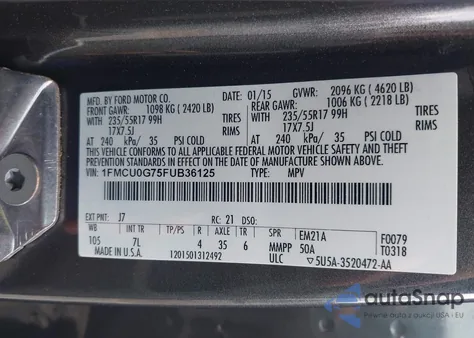 MFD. BY FORD MOTOR CO.
01/15
GVWR: 2096 KG ( 4620 LB)
FRONT GAWR: 1098 KG ( 2420 LB)
REAR GAWR: 1006 KG ( 2218 LB)
WITH 235/55R17 99H TIRES
WITH 235/55R17 99H TIRES
17X7.5J RIMS
17X7.5J RIMS
AT 240 kPa/ 35 PSI COLD
AT 240 kPa/ 35 PSI COLD
THIS VEHICLE CONFORMS TO ALL APPLICABLE FEDERAL MOTOR VEHICLE SAFETY AND BUMPER
STANDARDS IN EFFECT ON THE DATE OF MANUFACTURE SHOWN ABOVE.
VIN: 1FMCU0G75FUB36125
TYPE: MPV
EXT PNT: J7 RC: 21 DSO:
WB INT TR TP/PS R AXLE TR SPR EM21A F0079
105 7L 4 35 6 MMPP 50A T0318
MADE IN U.S.A. 1201501312492 ULC 5U5A-3520472-AA
autoSnap